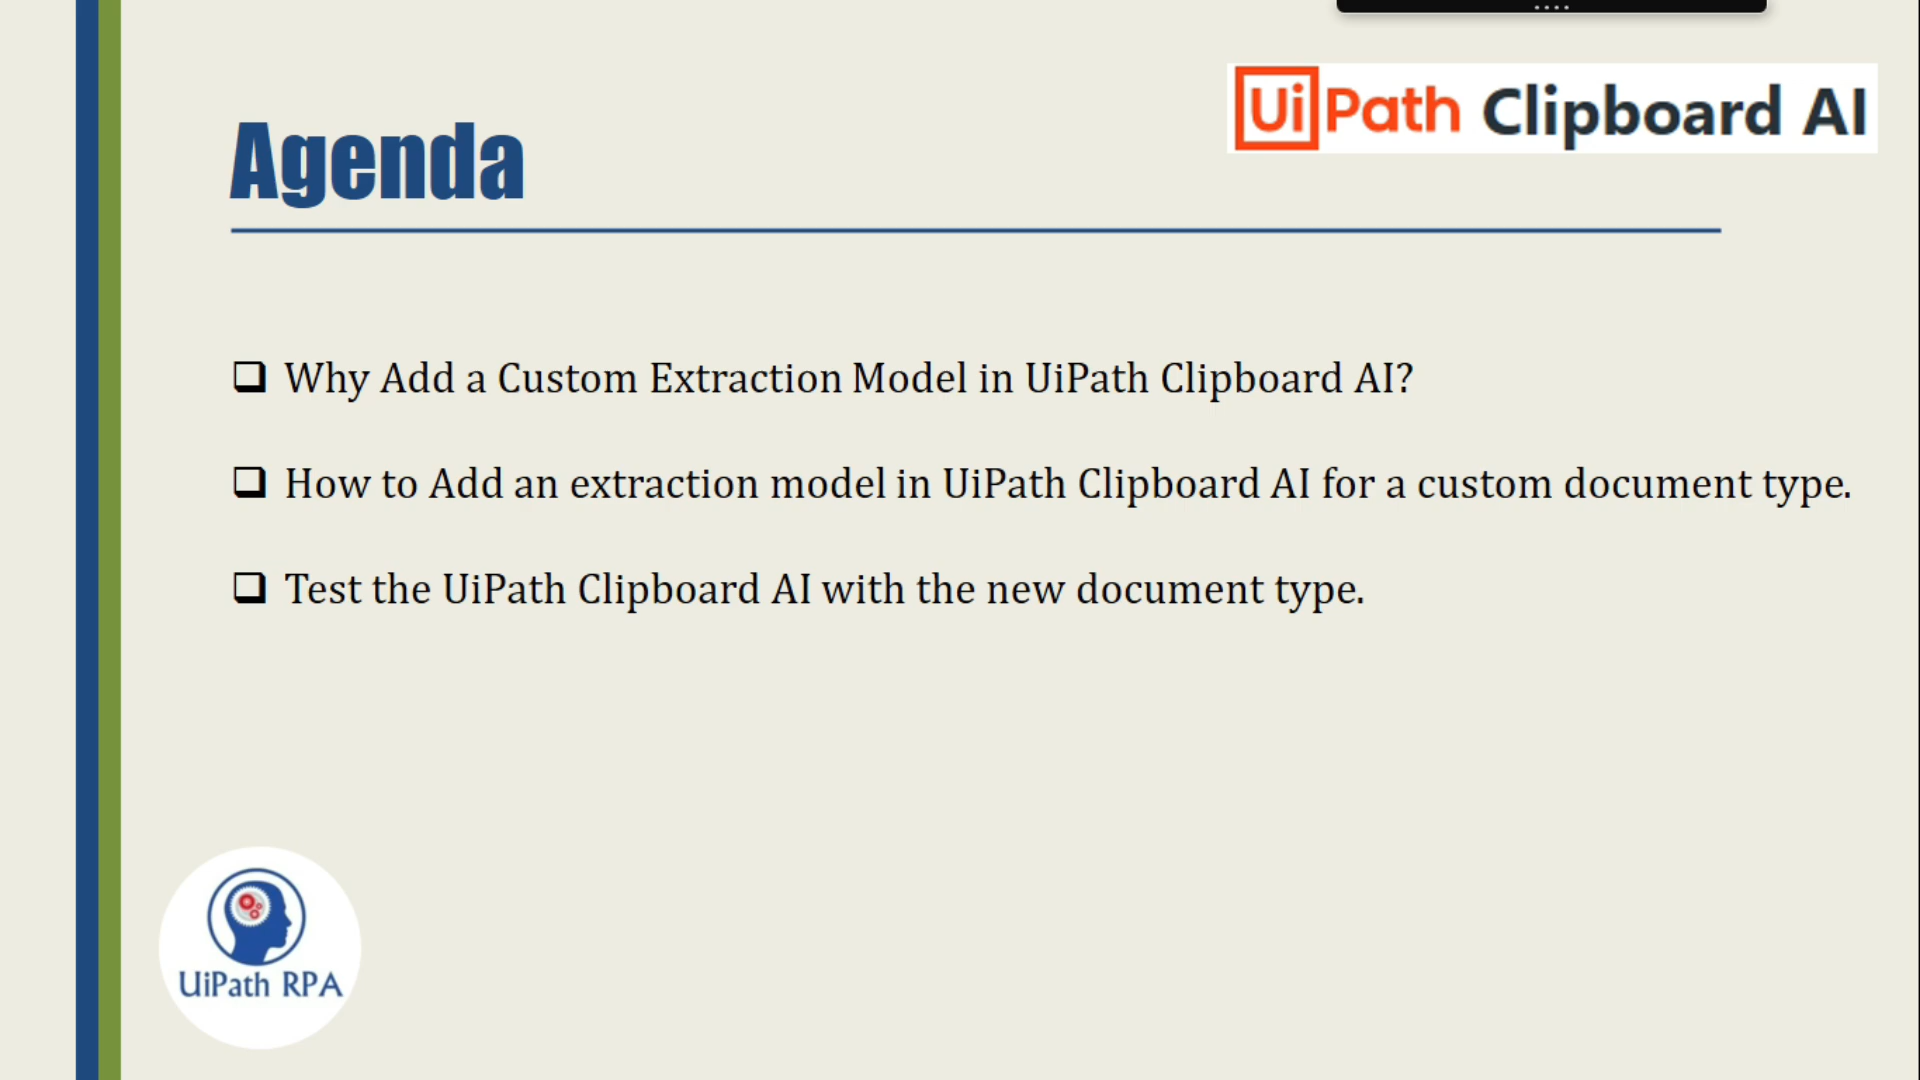 UiPath Clipboard AI
Agenda
Why Add a Custom Extraction Model in UiPath Clipboard AI?
How to Add an extraction model in UiPath Clipboard AI for a custom document type.
Test the UiPath Clipboard AI with the new document type.
UiPath RPA